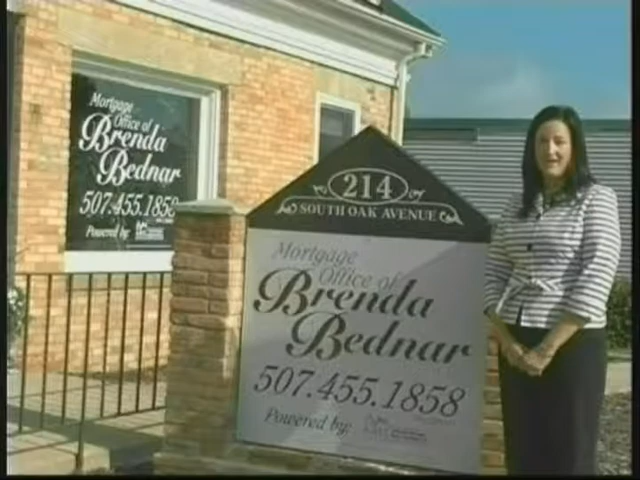 Mortgage
Office of
Brenda
Bednar
507.455.1858
Powered by:
214
SOUTH OAK AVENUE
Mortgage
Office of
Brenda
Bednar
507.455.1858
Powered by: